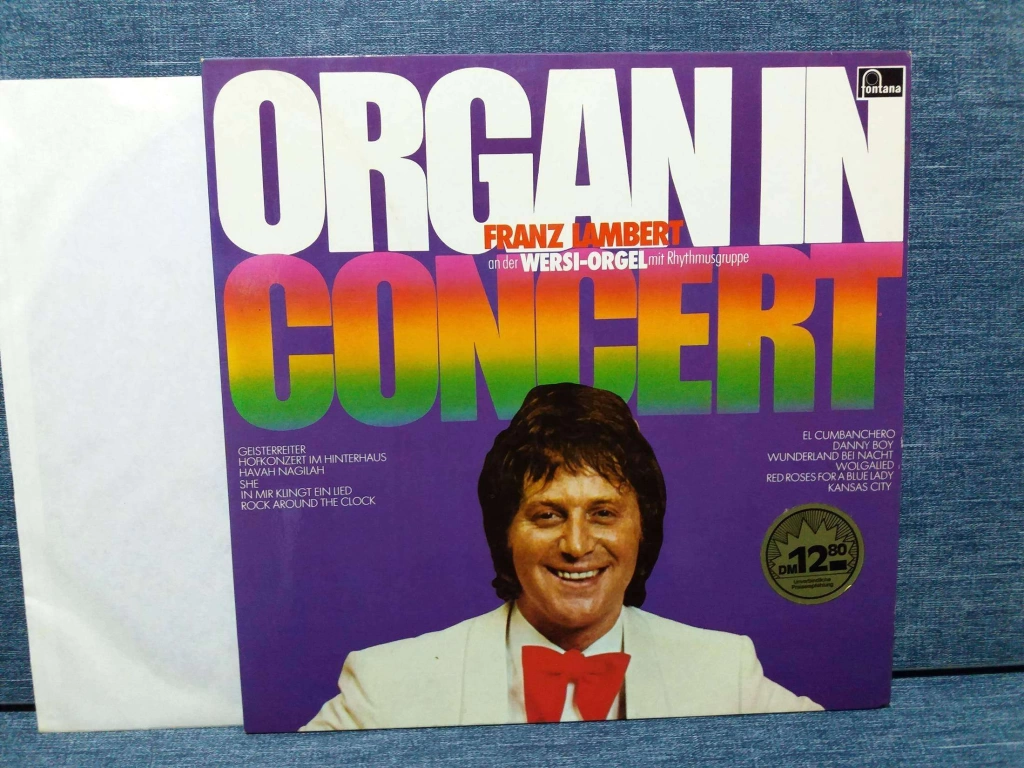 ORGAN IN
fontana
FRANZ LAMBERT
an der WERSI-ORGEL mit Rhythmusgruppe
CONCERT
GEISTERREITER
HOFKONZERT IM HINTERHAUS
HAVAH NAGILAH
SHE
IN MIR KLINGT EIN LIED
ROCK AROUND THE CLOCK
EL CUMBANCHERO
DANNY BOY
WUNDERLAND BEI NACHT
WOLGALIED
RED ROSES FOR A BLUE LADY
KANSAS CITY
DM 12 80
Unverbindliche
Preisempfehlung